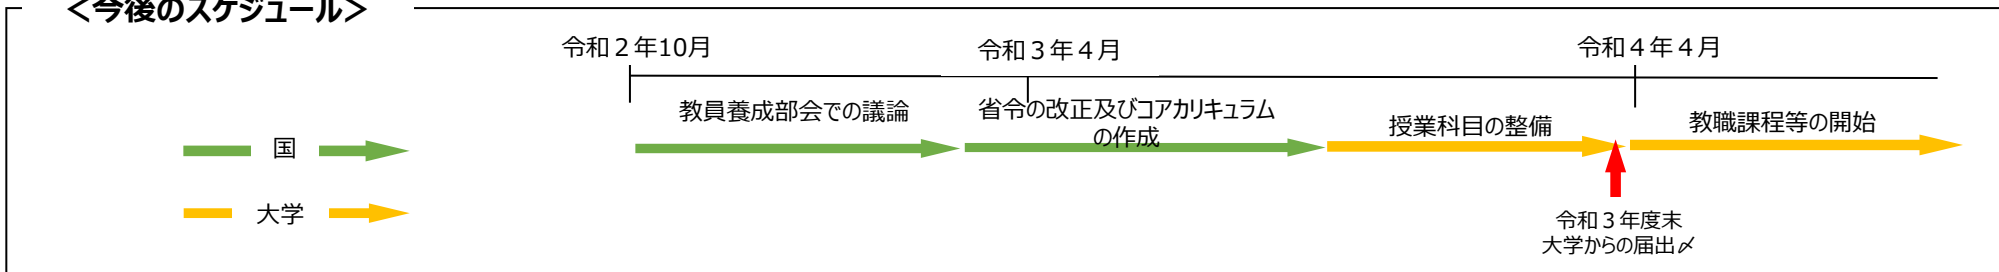 ＜今後のスケジュール＞
令和２年10月
令和３年４月
令和４年４月
教員養成部会での議論
省令の改正及びコアカリキュラム
の作成
授業科目の整備
教職課程等の開始
国
大学
令和３年度末
大学からの届出〆